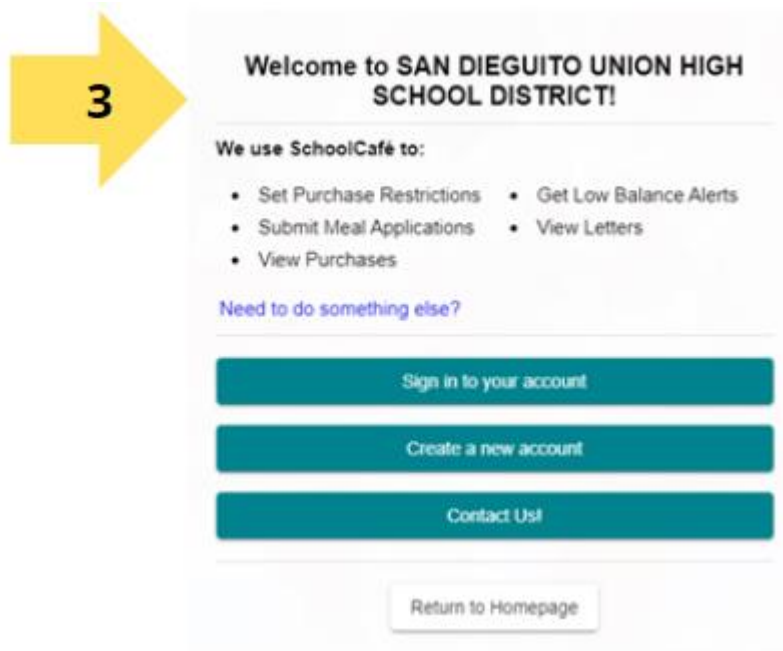 3
Welcome to SAN DIEGUITO UNION HIGH
SCHOOL DISTRICT!
We use SchoolCafé to:
• Set Purchase Restrictions
• Submit Meal Applications
• View Purchases
• Get Low Balance Alerts
• View Letters
Need to do something else?
Sign in to your account
Create a new account
Contact Us!
Return to Homepage